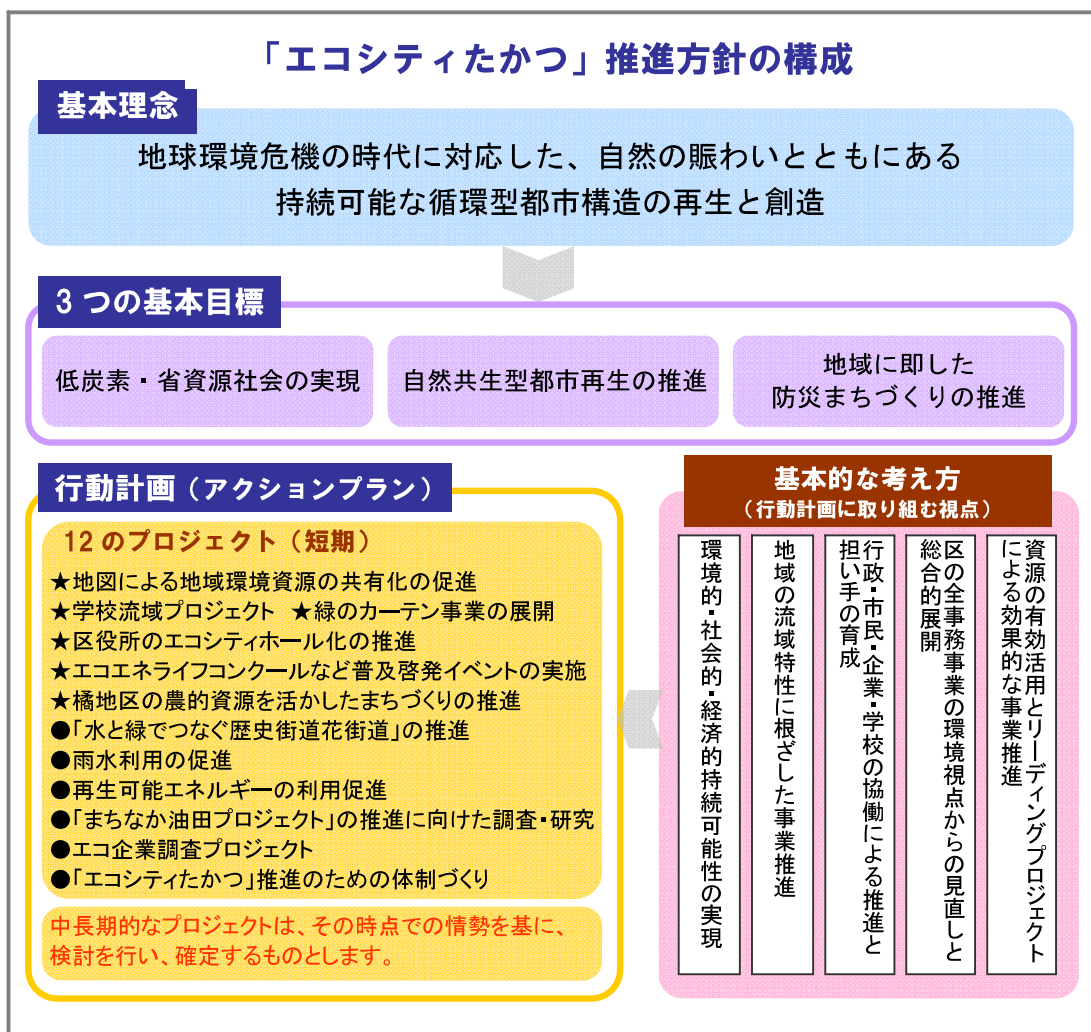 「エコシティたかつ」推進方針の構成
基本理念
地球環境危機の時代に対応した、自然の賑わいとともにある
持続可能な循環型都市構造の再生と創造
3つの基本目標
低炭素・省資源社会の実現
自然共生型都市再生の推進
地域に即した
防災まちづくりの推進
行動計画（アクションプラン）
12のプロジェクト（短期）
★地図による地域環境資源の共有化の促進
★学校流域プロジェクト ★緑のカーテン事業の展開
★区役所のエコシティホール化の推進
★エコエネライフコンクールなど普及啓発イベントの実施
★橘地区の農的資源を活かしたまちづくりの推進
●「水と緑でつなぐ歴史街道花街道」の推進
●雨水利用の促進
●再生可能エネルギーの利用促進
●「まちなか油田プロジェクト」の推進に向けた調査・研究
●エコ企業調査プロジェクト
●「エコシティたかつ」推進のための体制づくり
中長期的なプロジェクトは、その時点での情勢を基に、
検討を行い、確定するものとします。
基本的な考え方
（行動計画に取り組む視点）
資源の有効活用とリーディングプロジェクト
による効果的な事業推進
区の全事務事業の環境視点からの見直しと
総合的展開
行政・市民・企業・学校の協働による推進と
担い手の育成
地域の流域特性に根ざした事業推進
環境的・社会的・経済的持続可能性の実現